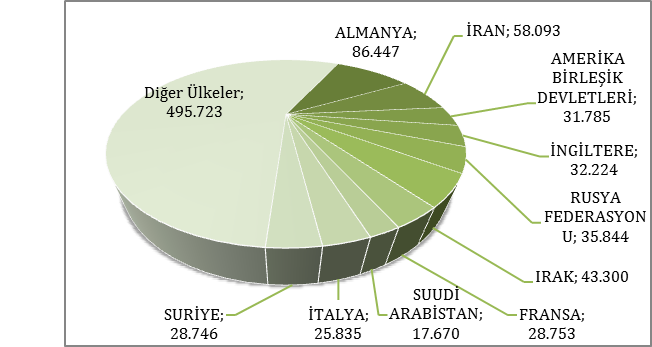 ALMANYA;
86.447
İRAN; 58.093
AMERİKA
BİRLEŞİK
DEVLETLERİ;
31.785
İNGİLTERE;
32.224
RUSYA
FEDERASYON
U; 35.844
IRAK; 43.300
FRANSA;
28.753
SUUDİ
ARABİSTAN;
17.670
İTALYA;
25.835
SURİYE;
28.746
Diğer Ülkeler;
495.723